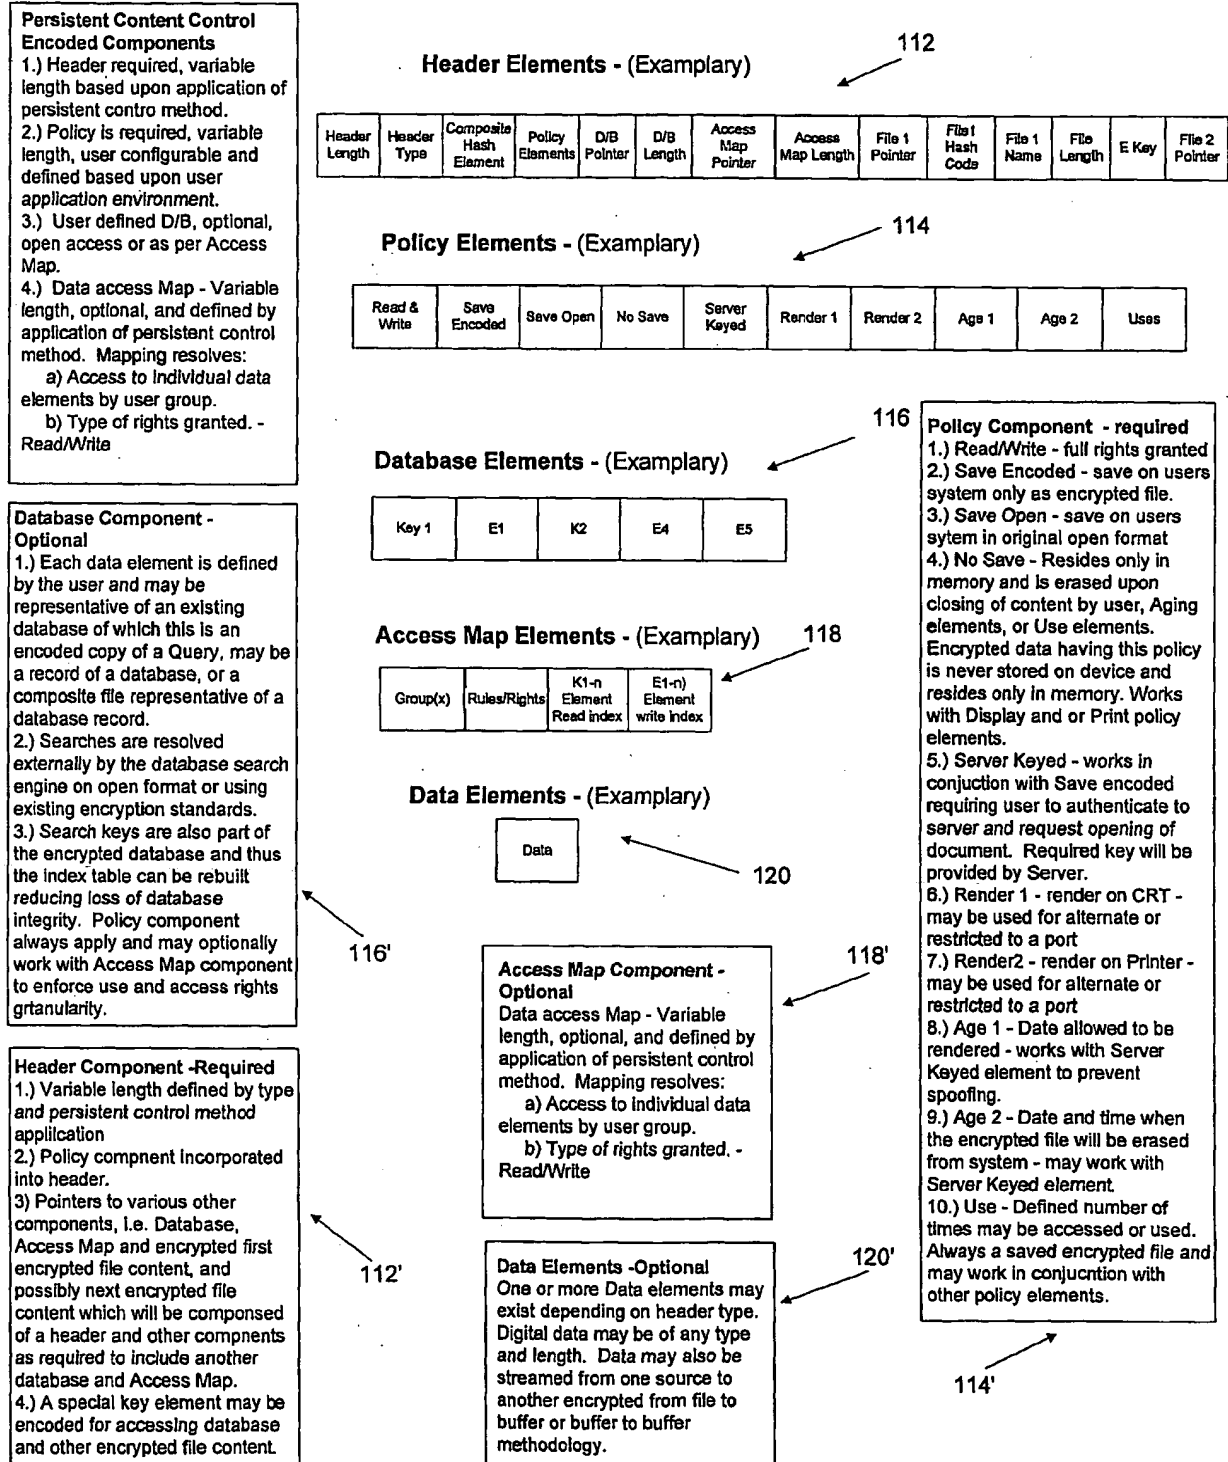 Persistent Content Control
Encoded Components
1.) Header required, variable
length based upon application of
persistent contro method.
2.) Policy is required, variable
length, user configurable and
defined based upon user
application environment.
3.) User defined D/B, optional,
open access or as per Access
Map.
4.) Data access Map - Variable
length, optional, and defined by
application of persistent control
method. Mapping resolves:
a) Access to individual data
elements by user group.
b) Type of rights granted. -
Read/Write
Database Component -
Optional
1.) Each data element is defined
by the user and may be
representative of an existing
database of which this is an
encoded copy of a Query, may be
a record of a database, or a
composite file representative of a
database record.
2.) Searches are resolved
externally by the database search
engine on open format or using
existing encryption standards.
3.) Search keys are also part of
the encrypted database and thus
the index table can be rebuilt
reducing loss of database
integrity. Policy component
always apply and may optionally
work with Access Map component
to enforce use and access rights
grtanularity.
116'
Header Component -Required
1.) Variable length defined by type
and persistent control method
applilcation
2.) Policy compnent incorporated
into header.
3) Pointers to various other
components, i.e. Database,
Access Map and encrypted first
encrypted file content, and
possibly next encrypted file
content which will be componsed
of a header and other compnents
as required to include another
database and Access Map.
4.) A special key element may be
encoded for accessing database
and other encrypted file content.
112'
Header Elements - (Examplary)
112
Header Length
Header Type
Composite Hash Element
Policy Elements
D/B Pointer
D/B Length
Access Map Pointer
Access Map Length
File 1 Pointer
File1 Hash Code
File 1 Name
File Length
E Key
File 2 Pointer
Policy Elements - (Examplary)
114
Read & Write
Save Encoded
Save Open
No Save
Server Keyed
Render 1
Render 2
Age 1
Age 2
Uses
Database Elements - (Examplary)
116
Key 1
E1
K2
E4
E5
Access Map Elements - (Examplary)
118
Group(x)
Rules/Rights
K1-n Element Read index
E1-n) Element write index
Data Elements - (Examplary)
Data
120
Access Map Component -
Optional
Data access Map - Variable
length, optional, and defined by
application of persistent control
method. Mapping resolves:
a) Access to individual data
elements by user group.
b) Type of rights granted. -
Read/Write
118'
Data Elements -Optional
One or more Data elements may
exist depending on header type.
Digital data may be of any type
and length. Data may also be
streamed from one source to
another encrypted from file to
buffer or buffer to buffer
methodology.
120'
Policy Component - required
1.) Read/Write - full rights granted
2.) Save Encoded - save on users
system only as encrypted file.
3.) Save Open - save on users
sytem in original open format
4.) No Save - Resides only in
memory and is erased upon
closing of content by user, Aging
elements, or Use elements.
Encrypted data having this policy
is never stored on device and
resides only in memory. Works
with Display and or Print policy
elements.
5.) Server Keyed - works in
conjuction with Save encoded
requiring user to authenticate to
server and request opening of
document. Required key will be
provided by Server.
6.) Render 1 - render on CRT -
may be used for alternate or
restricted to a port
7.) Render2 - render on Printer -
may be used for alternate or
restricted to a port
8.) Age 1 - Date allowed to be
rendered - works with Server
Keyed element to prevent
spoofing.
9.) Age 2 - Date and time when
the encrypted file will be erased
from system - may work with
Server Keyed element.
10.) Use - Defined number of
times may be accessed or used.
Always a saved encrypted file and
may work in conjucntion with
other policy elements.
114'